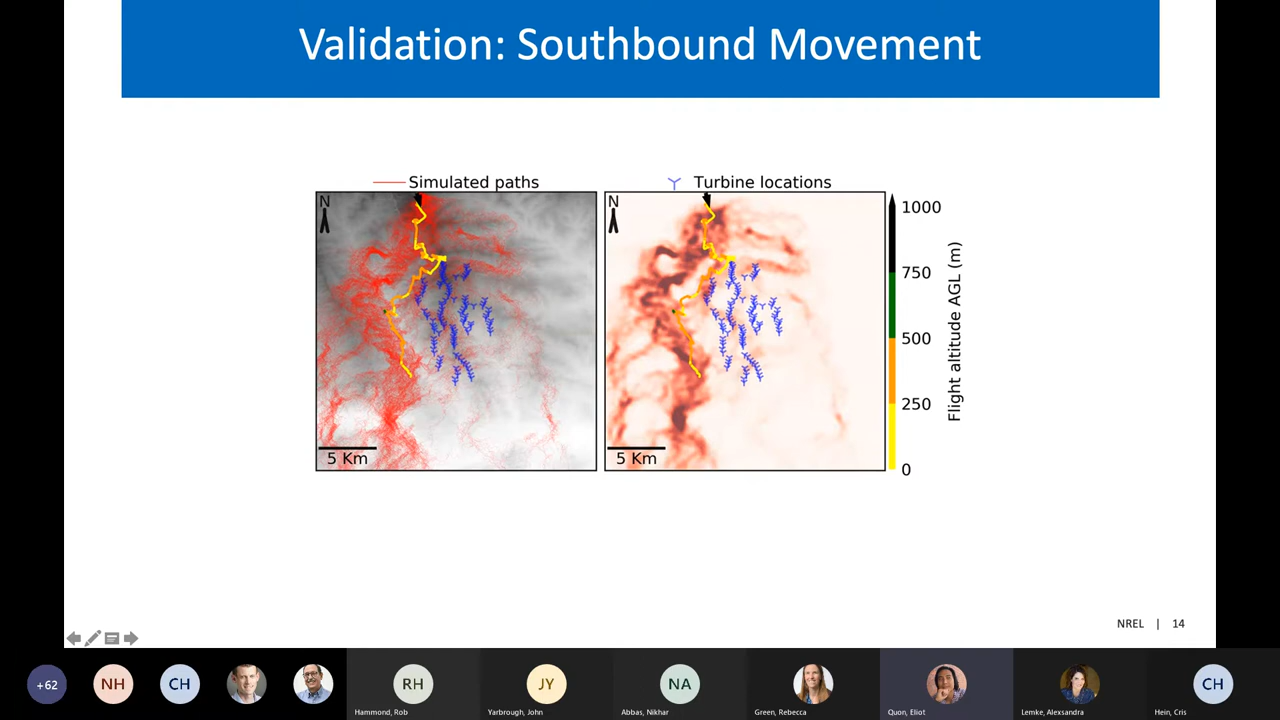 Validation: Southbound Movement
Simulated paths
Turbine locations
N
N
1000
750
500
250
0
Flight altitude AGL (m)
5 Km
5 Km
NREL | 14
+62
NH
CH
RH
JY
NA
CH
Hammond, Rob
Yarbrough, John
Abbas, Nikhar
Green, Rebecca
Quon, Eliot
Lemke, Alexsandra
Hein, Cris